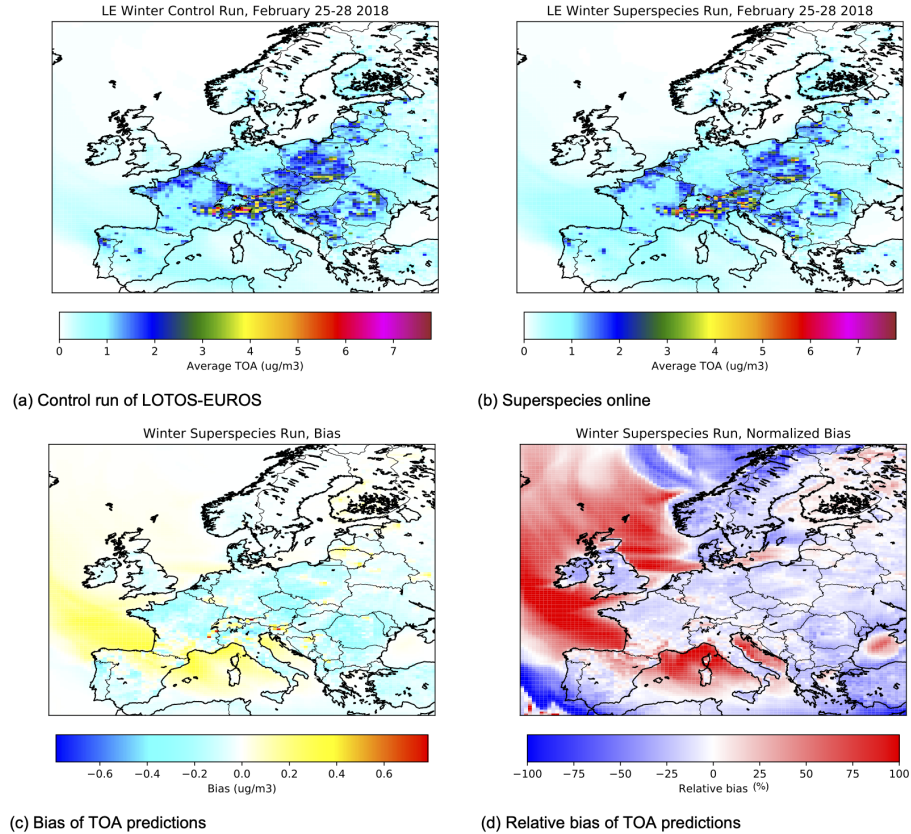 LE Winter Control Run, February 25-28 2018
LE Winter Superspecies Run, February 25-28 2018
0 1 2 3 4 5 6 7
Average TOA (ug/m3)
0 1 2 3 4 5 6 7
Average TOA (ug/m3)
(a) Control run of LOTOS-EUROS
(b) Superspecies online
Winter Superspecies Run, Bias
Winter Superspecies Run, Normalized Bias
−0.6 −0.4 −0.2 0.0 0.2 0.4 0.6
Bias (ug/m3)
−100 −75 −50 −25 0 25 50 75 100
Relative bias (%)
(c) Bias of TOA predictions
(d) Relative bias of TOA predictions